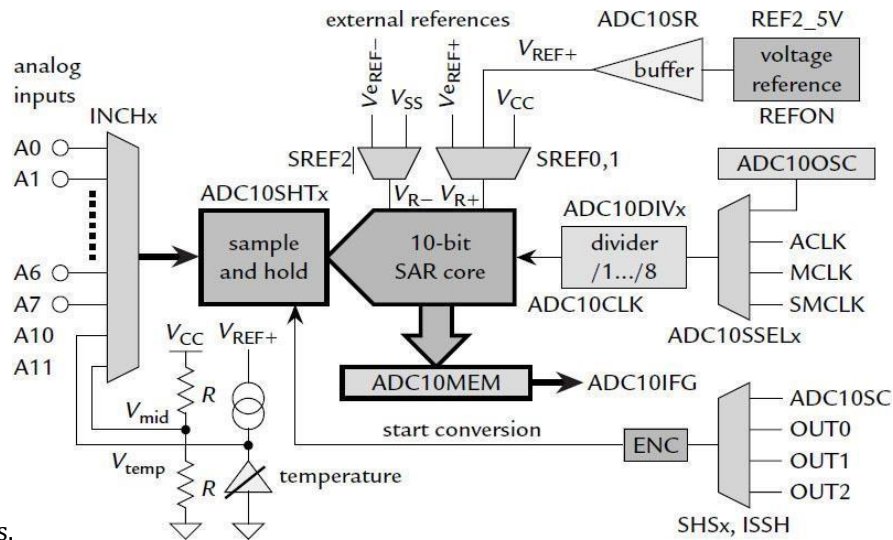 external references
ADC10SR
REF2_5V
analog
inputs
INCHx
VeREF−
VSS
VeREF+
VCC
VREF+
buffer
voltage
reference
REFON
A0
A1
A6
A7
A10
A11
SREF2
SREF0,1
VR−
VR+
ADC10OSC
ADC10SHTx
sample
and hold
10-bit
SAR core
ADC10DIVx
divider
/1.../8
ADC10CLK
ACLK
MCLK
SMCLK
ADC10SSELx
VCC
VREF+
R
Vmid
ADC10MEM
ADC10IFG
start conversion
ENC
ADC10SC
OUT0
OUT1
OUT2
SHSx, ISSH
Vtemp
R
temperature
s.